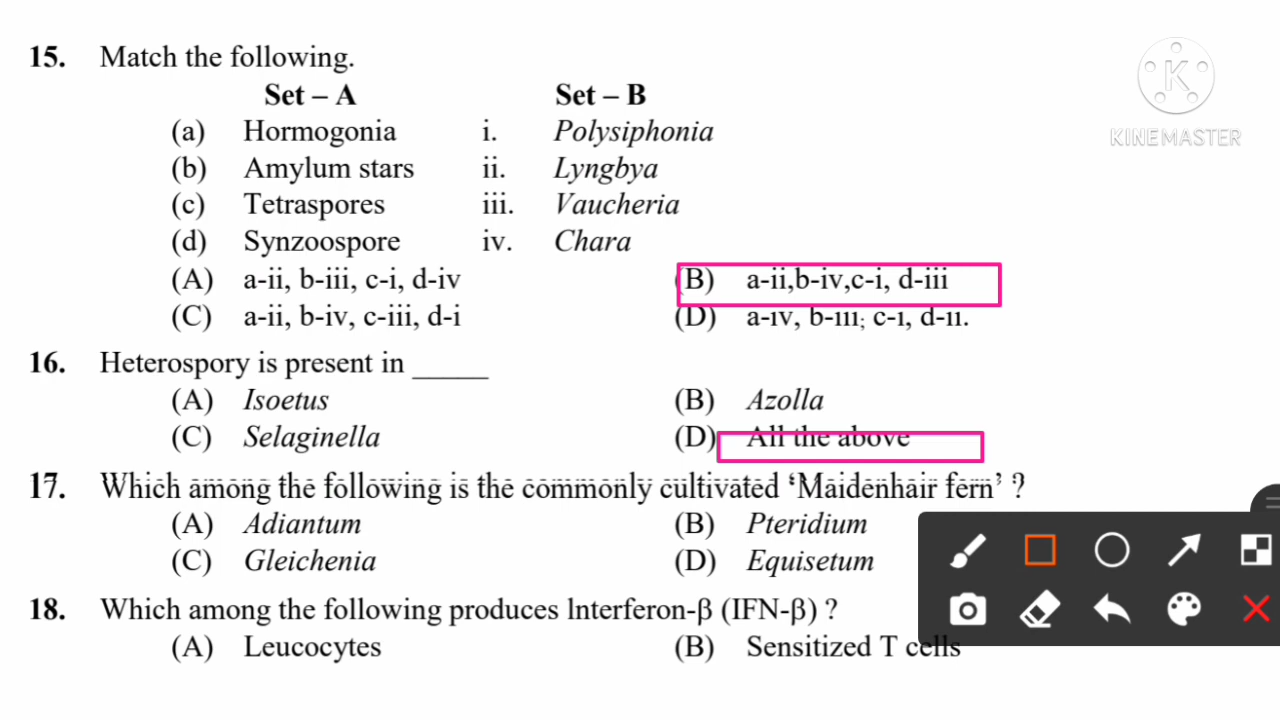 15. Match the following.
Set – A Set – B
(a) Hormogonia i. Polysiphonia
(b) Amylum stars ii. Lyngbya
(c) Tetraspores iii. Vaucheria
(d) Synzoospore iv. Chara
(A) a-ii, b-iii, c-i, d-iv (B) a-ii,b-iv,c-i, d-iii
(C) a-ii, b-iv, c-iii, d-i (D) a-iv, b-iii; c-i, d-ii.
16. Heterospory is present in _____
(A) Isoetus (B) Azolla
(C) Selaginella (D) All the above
17. Which among the following is the commonly cultivated ‘Maidenhair fern’ ?
(A) Adiantum (B) Pteridium
(C) Gleichenia (D) Equisetum
18. Which among the following produces lnterferon-β (IFN-β) ?
(A) Leucocytes (B) Sensitized T cells
KINEMASTER